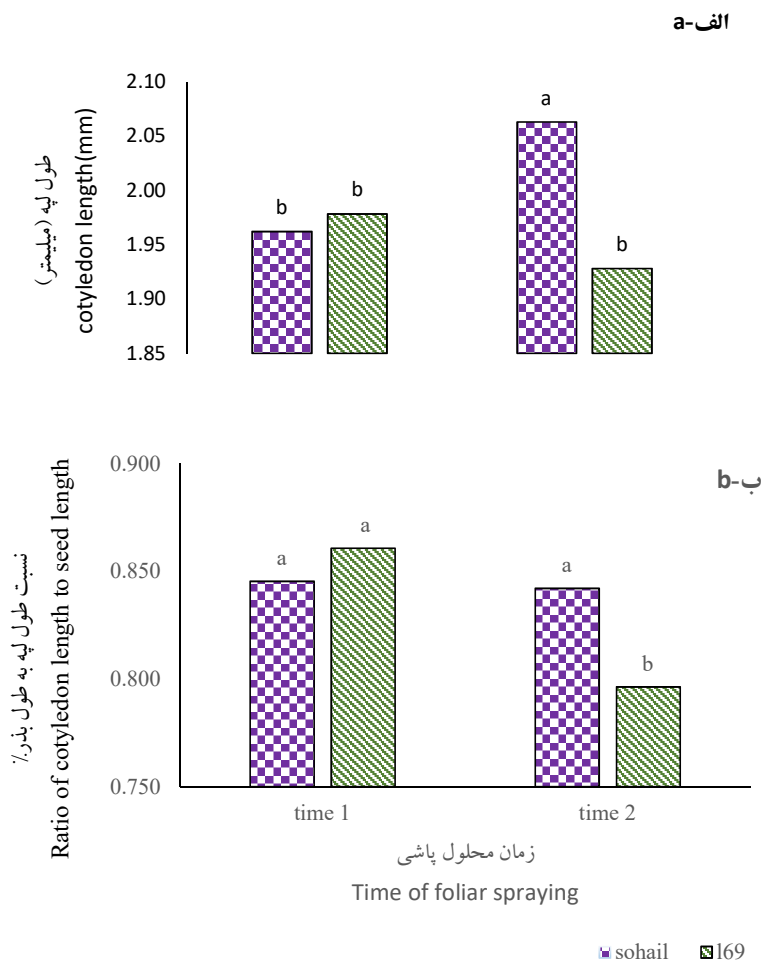 a-الف
2.10
2.05
2.00
1.95
1.90
1.85
طول لپه (میلیمتر)
cotyledon length(mm)
b
b
a
b
b-ب
0.900
0.850
0.800
0.750
نسبت طول لپه به طول بذر٪
Ratio of cotyledon length to seed length
a
a
a
b
time 1
time 2
زمان محلول پاشی
Time of foliar spraying
sohail
l69